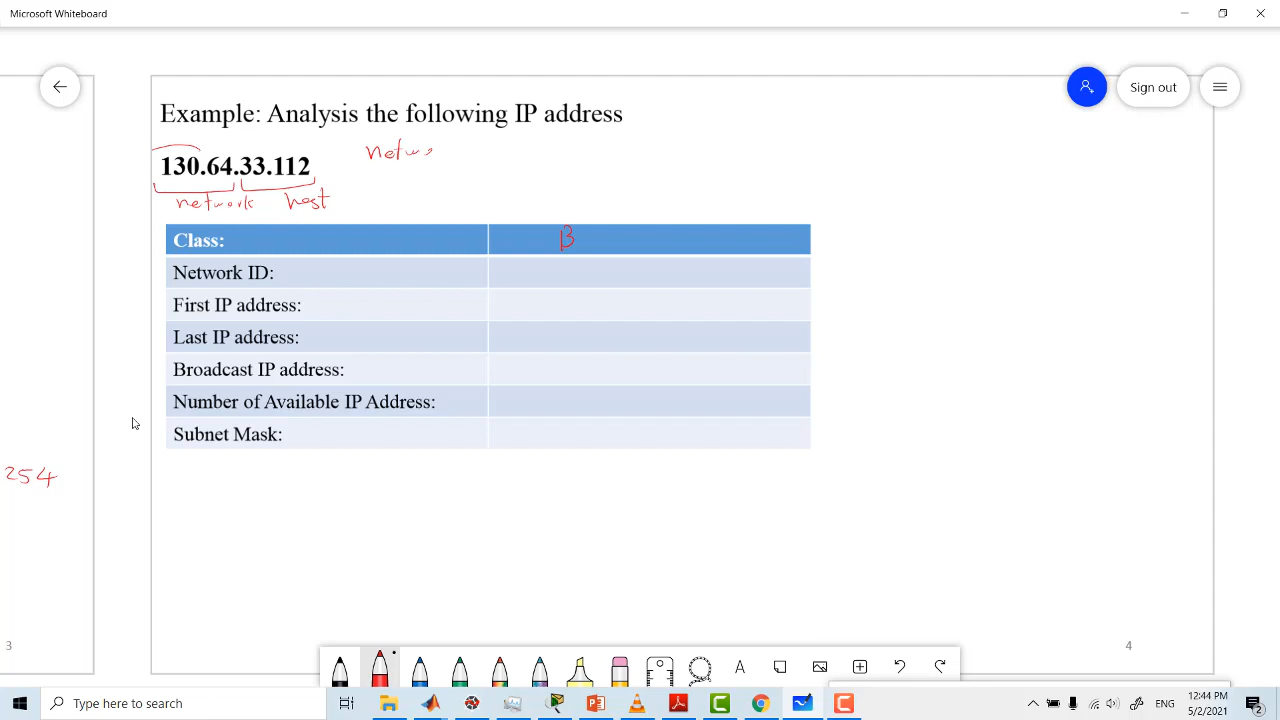 Microsoft Whiteboard
Sign out
Example: Analysis the following IP address
130.64.33.112
network host
Class: B
Network ID:
First IP address:
Last IP address:
Broadcast IP address:
Number of Available IP Address:
Subnet Mask:
254
3
4
A
Type here to search
ENG
12:44 PM
5/2/2021
2